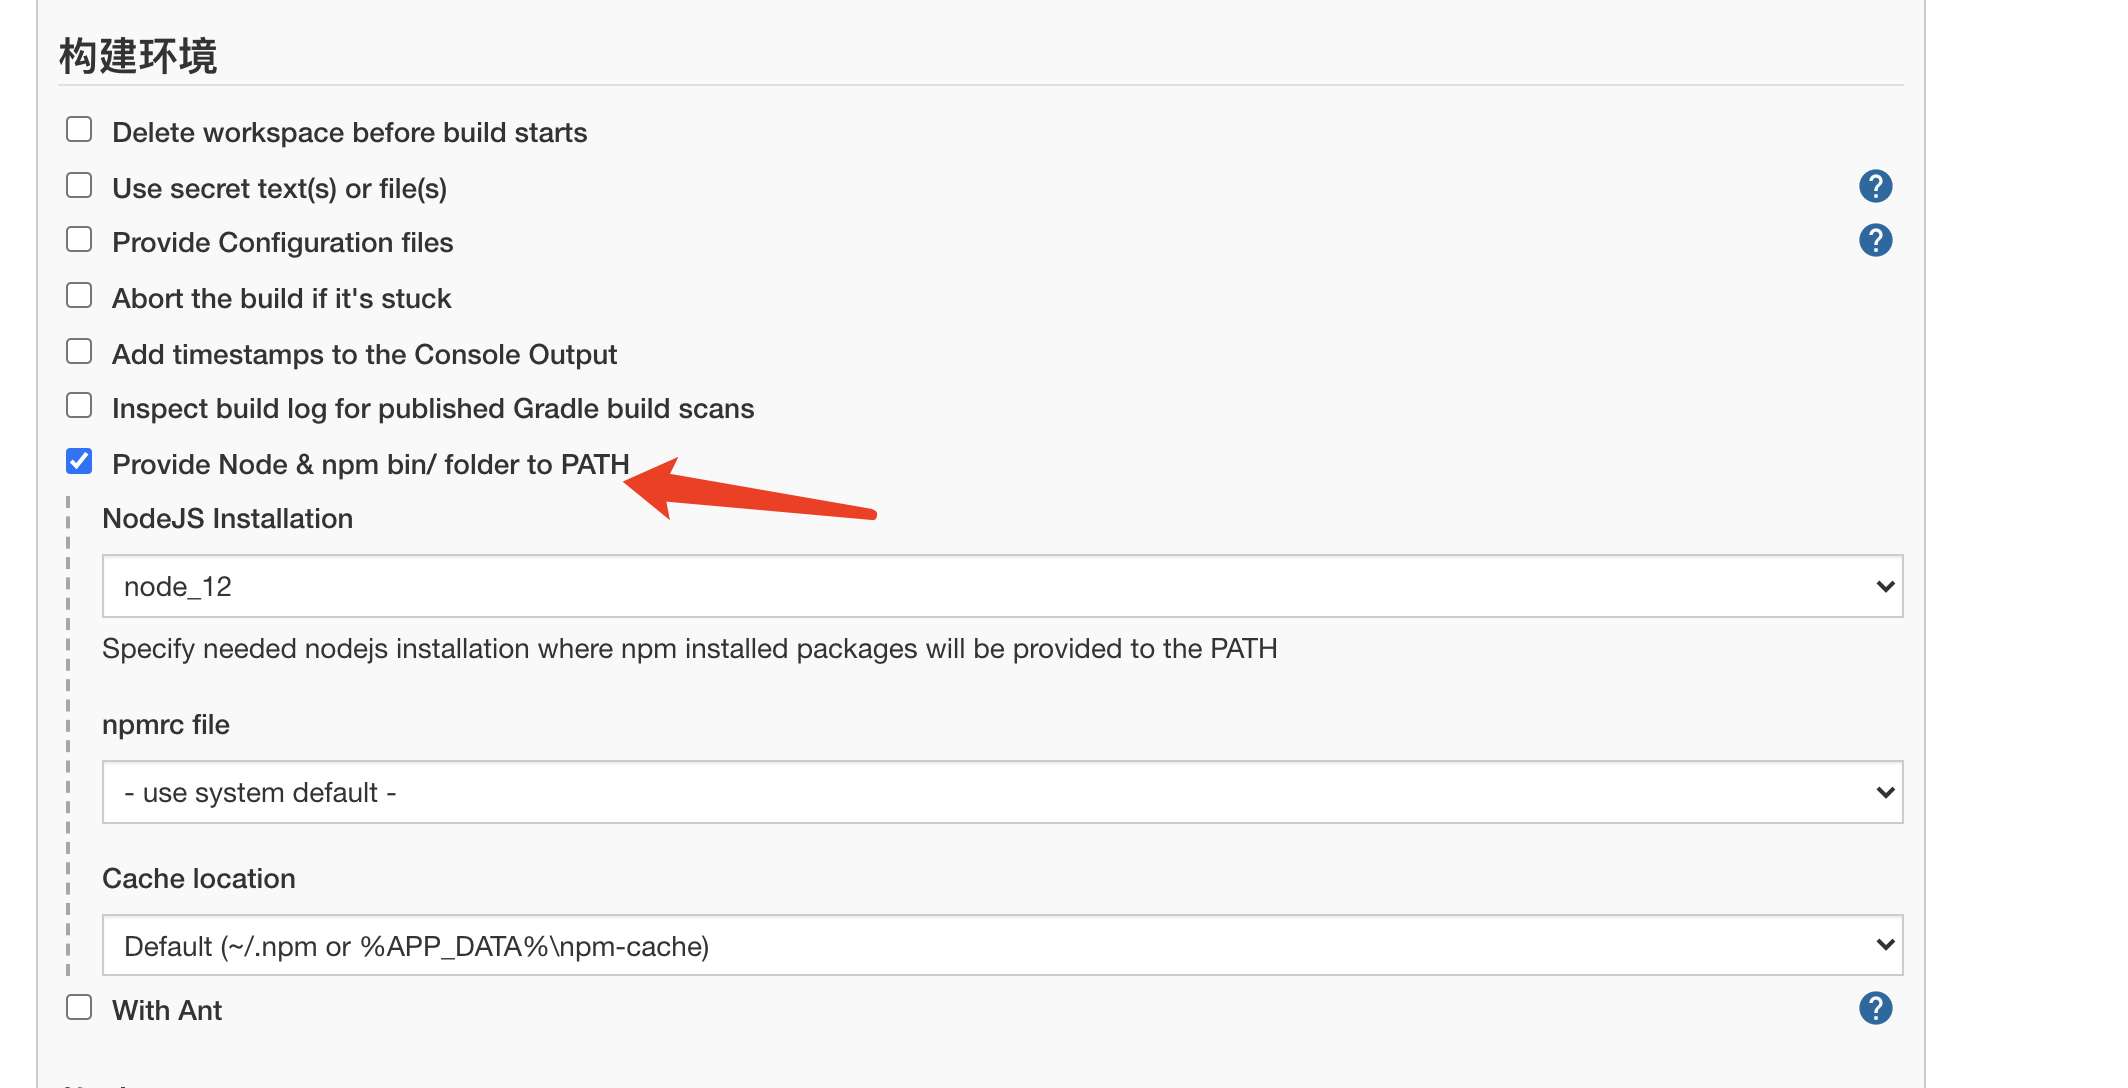 构建环境
Delete workspace before build starts
Use secret text(s) or file(s)
?
Provide Configuration files
?
Abort the build if it's stuck
Add timestamps to the Console Output
Inspect build log for published Gradle build scans
Provide Node & npm bin/ folder to PATH
NodeJS Installation
node_12
Specify needed nodejs installation where npm installed packages will be provided to the PATH
npmrc file
- use system default -
Cache location
Default (~/.npm or %APP_DATA%\npm-cache)
With Ant
?